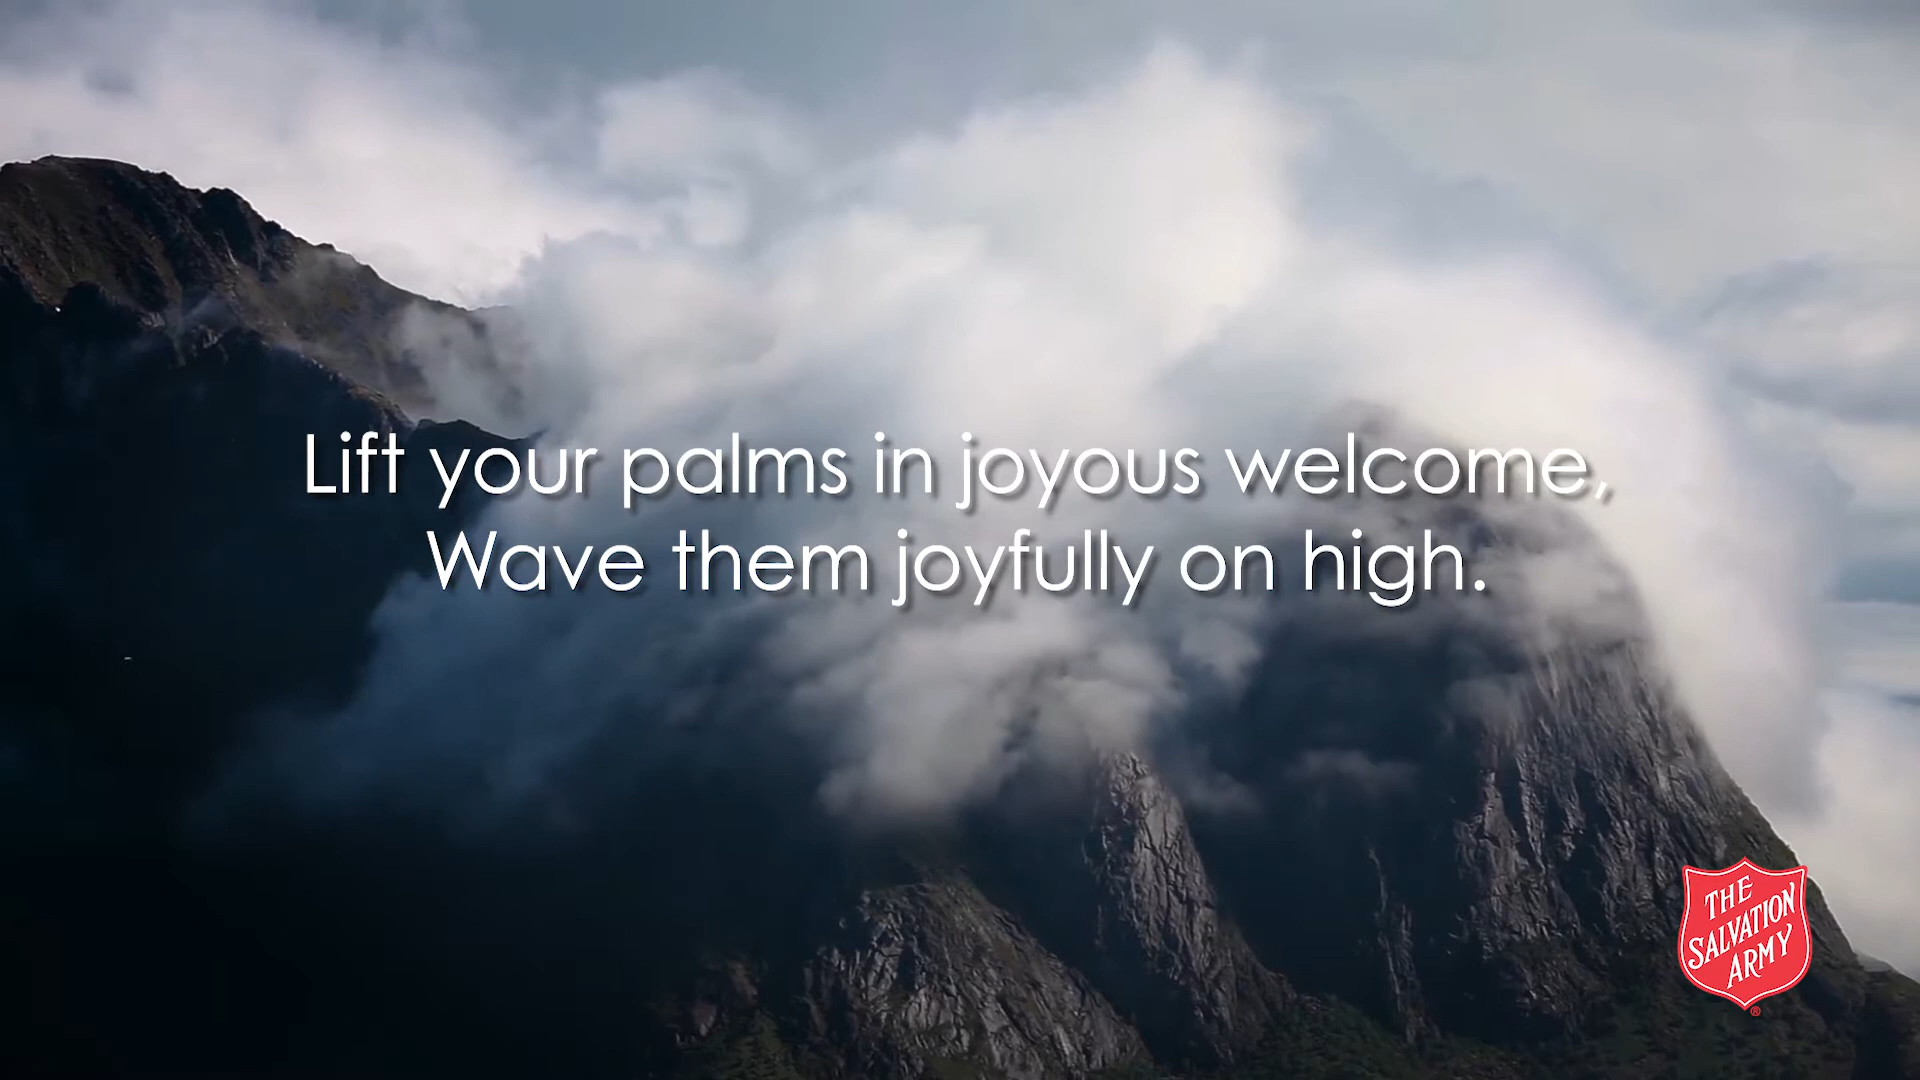 Lift your palms in joyous welcome,
Wave them joyfully on high.
THE
SALVATION
ARMY
®